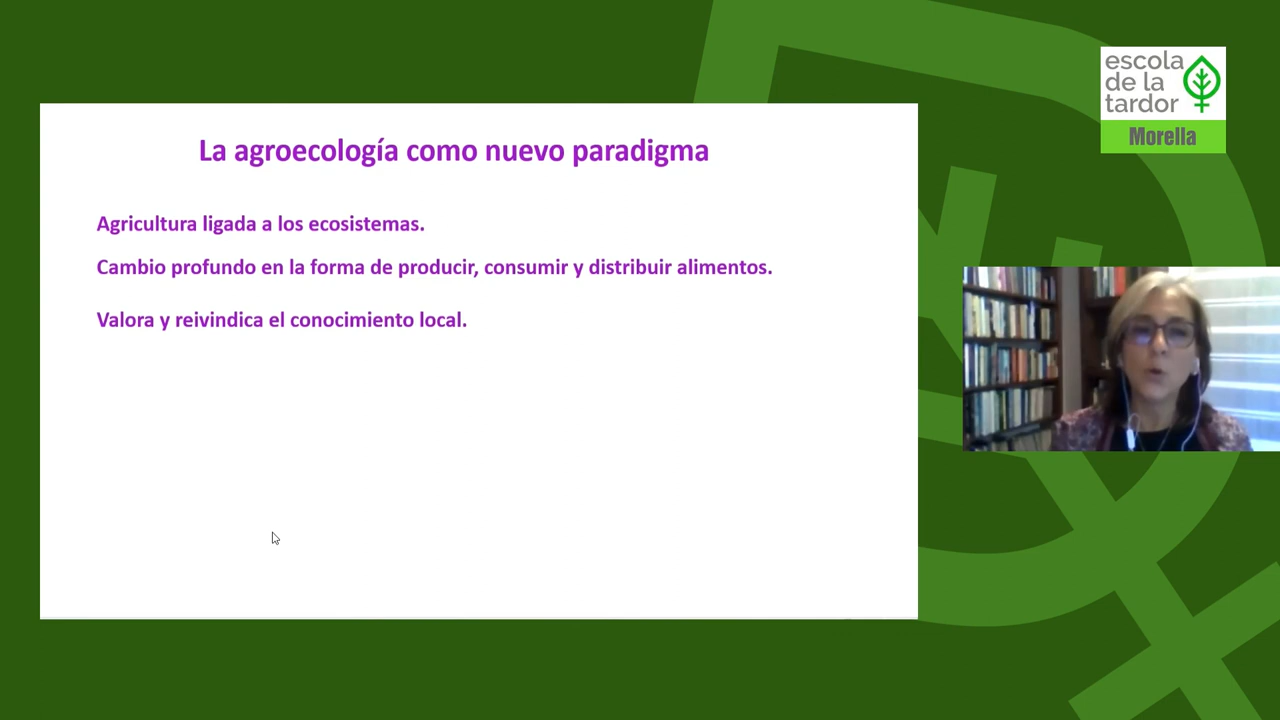 La agroecología como nuevo paradigma
Agricultura ligada a los ecosistemas.
Cambio profundo en la forma de producir, consumir y distribuir alimentos.
Valora y reivindica el conocimiento local.
escola
de la
tardor
Morella